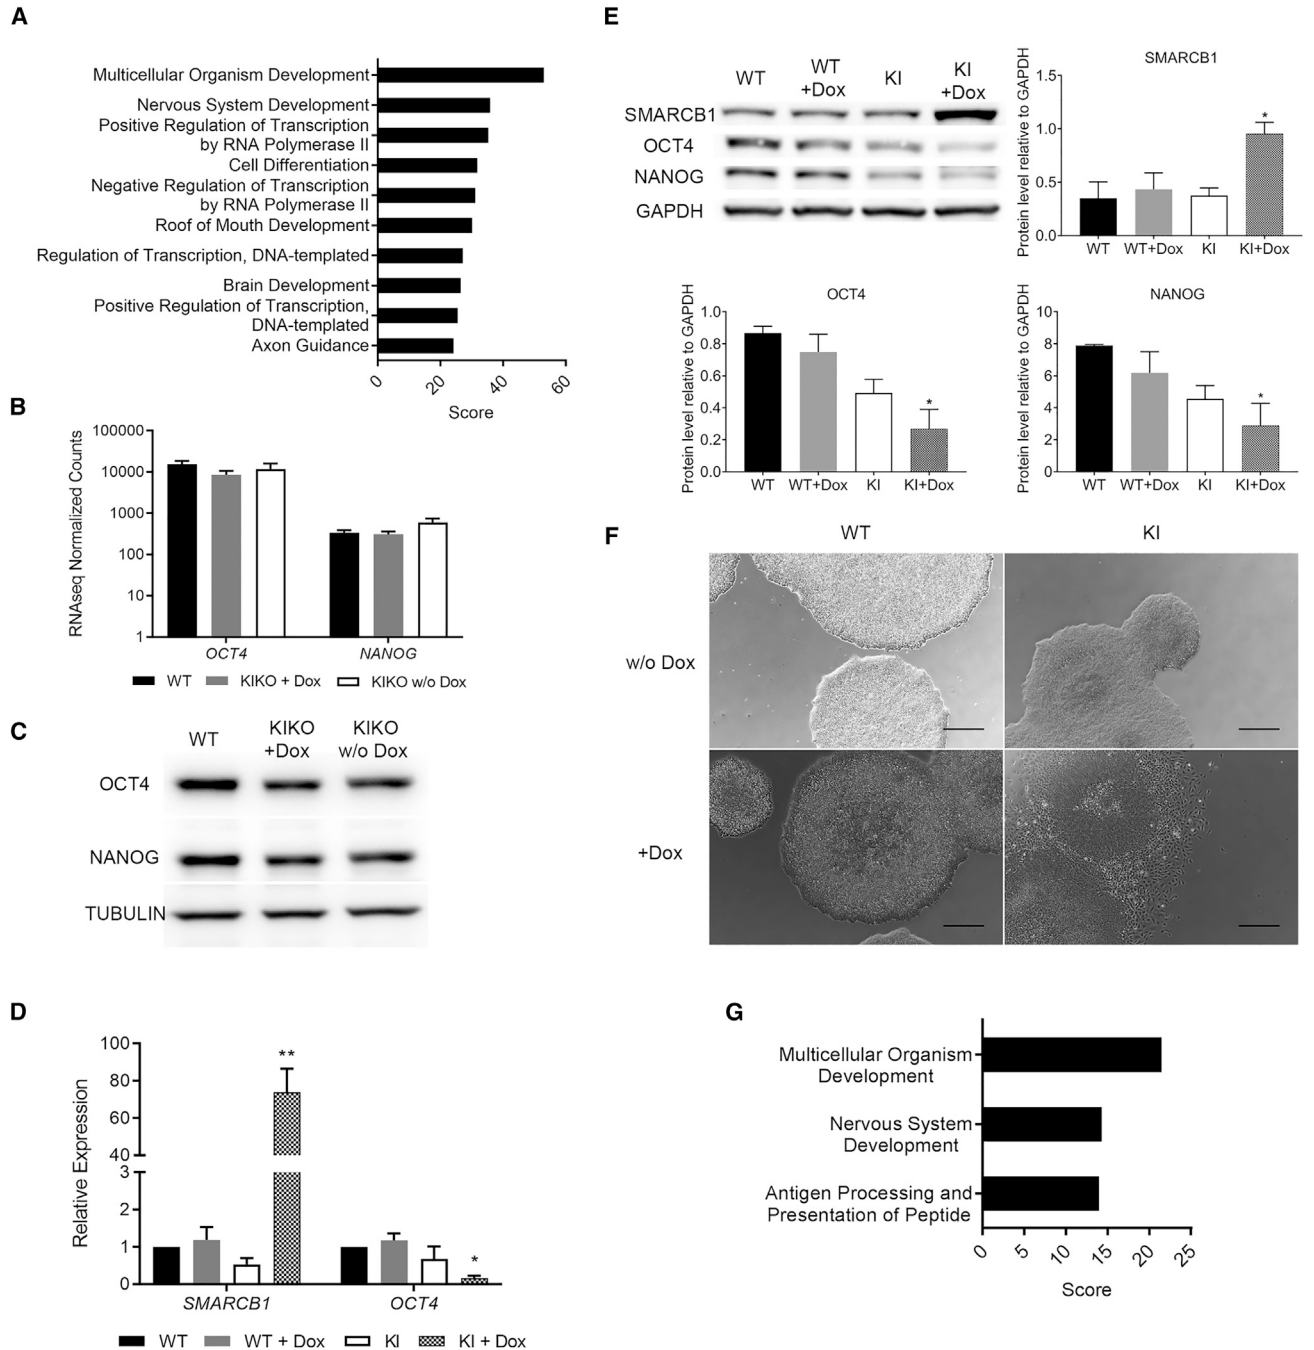 A
Multicellular Organism Development
Nervous System Development
Positive Regulation of Transcription
by RNA Polymerase II
Cell Differentiation
Negative Regulation of Transcription
by RNA Polymerase II
Roof of Mouth Development
Regulation of Transcription, DNA-templated
Brain Development
Positive Regulation of Transcription,
DNA-templated
Axon Guidance
0 20 40 60
Score
B
RNAseq Normalized Counts
100000
10000
1000
100
10
1
OCT4 NANOG
WT KIKO + Dox KIKO w/o Dox
C
WT KIKO +Dox KIKO w/o Dox
OCT4
NANOG
TUBULIN
D
Relative Expression
100
80
60
40
3
2
1
0
** *
SMARCB1 OCT4
WT WT + Dox KI KI + Dox
E
WT WT +Dox KI KI +Dox
SMARCB1
OCT4
NANOG
GAPDH
SMARCB1
Protein level relative to GAPDH
1.5
1.0
0.5
0.0
*
WT WT+Dox KI KI+Dox
OCT4
Protein level relative to GAPDH
1.0
0.8
0.6
0.4
0.2
0.0
*
WT WT+Dox KI KI+Dox
NANOG
Protein level relative to GAPDH
10
8
6
4
2
0
*
WT WT+Dox KI KI+Dox
F
WT KI
w/o Dox
+Dox
G
Multicellular Organism
Development
Nervous System
Development
Antigen Processing and
Presentation of Peptide
0 5 10 15 20 25
Score